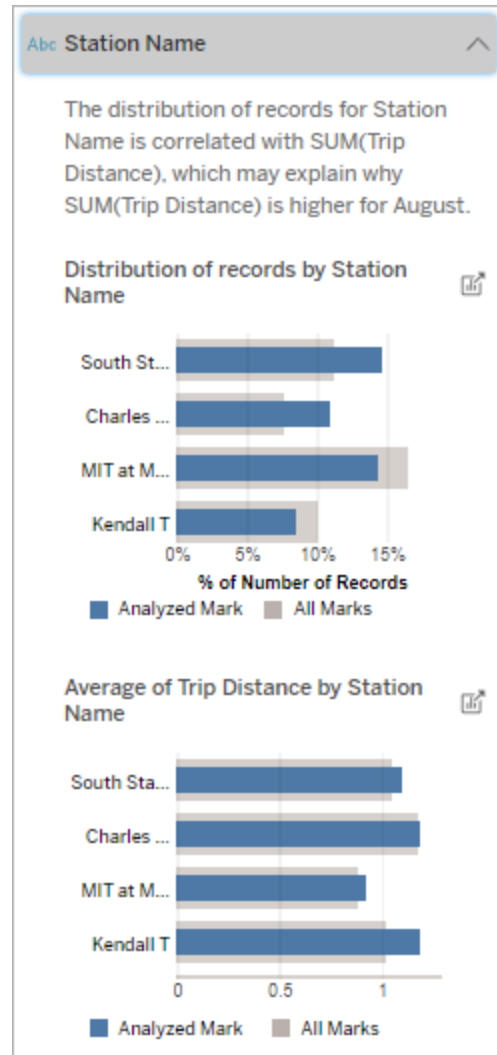 Abc Station Name
The distribution of records for Station
Name is correlated with SUM(Trip
Distance), which may explain why
SUM(Trip Distance) is higher for August.
Distribution of records by Station
Name
South St...
Charles ...
MIT at M...
Kendall T
0% 5% 10% 15%
% of Number of Records
Analyzed Mark All Marks
Average of Trip Distance by Station
Name
South Sta...
Charles ...
MIT at M...
Kendall T
0 0.5 1
Analyzed Mark All Marks